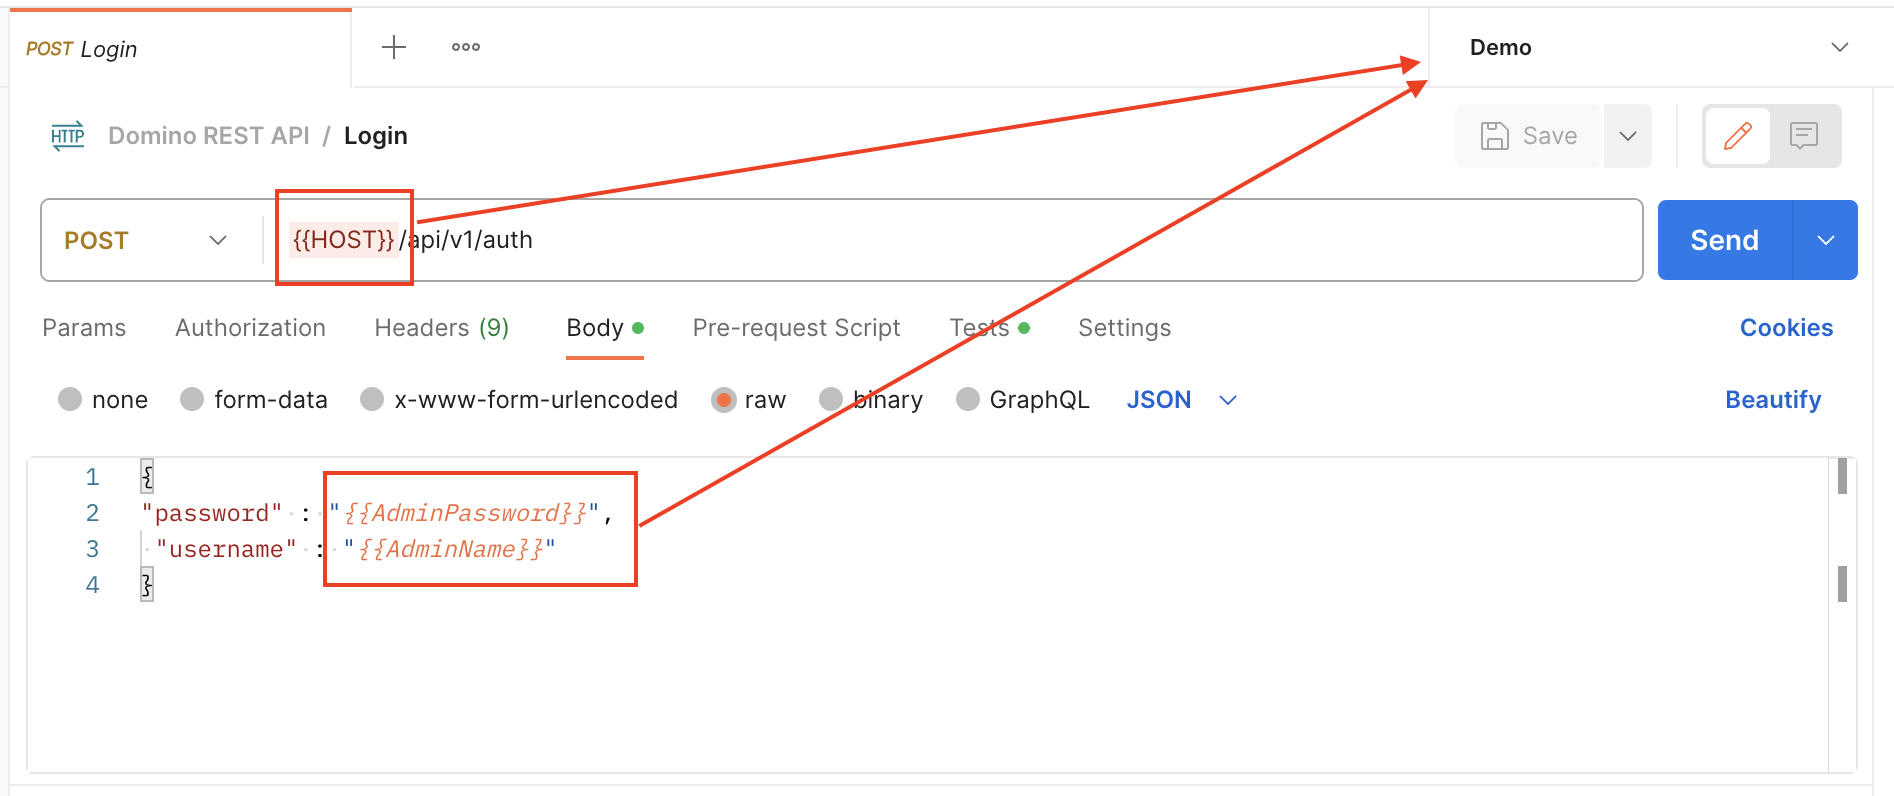 POST Login
Demo
HTTP Domino REST API / Login
Save
POST {{HOST}}/api/v1/auth
Send
Params Authorization Headers (9) Body Pre-request Script Tests Settings Cookies
none form-data x-www-form-urlencoded raw binary GraphQL JSON Beautify
1 {
2 "password" : "{{AdminPassword}}",
3 "username" : "{{AdminName}}"
4 }